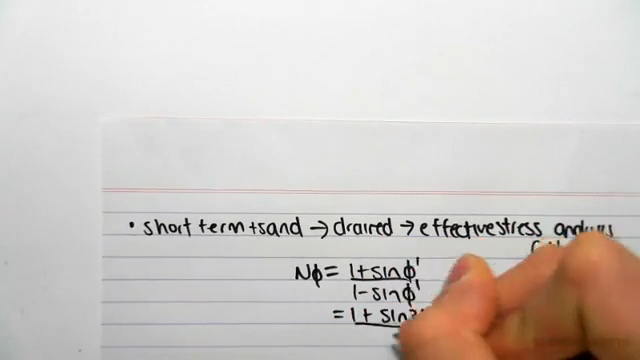 • short term + sand → drained → effective stress analysis
Nϕ = 1 + sin ϕ'
1 - sin ϕ'
= 1 + sin